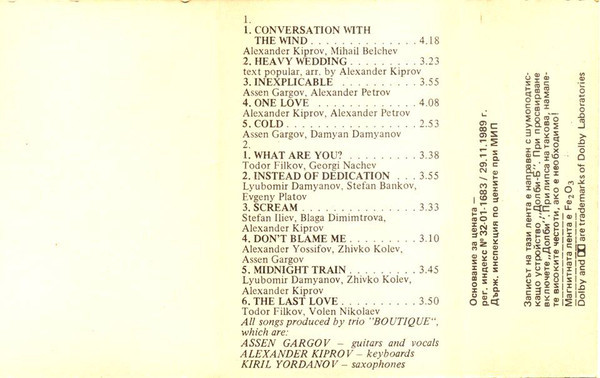 1.
1. CONVERSATION WITH
THE WIND . . . . . . . . . . . . . 4.18
Alexander Kiprov, Mihail Belchev
2. HEAVY WEDDING . . . . . . . . 3.23
text popular, arr. by Alexander Kiprov
3. INEXPLICABLE . . . . . . . . . . 3.55
Assen Gargov, Alexander Petrov
4. ONE LOVE . . . . . . . . . . . . . 4.08
Alexander Kiprov, Alexander Petrov
5. COLD . . . . . . . . . . . . . . . . . 2.53
Assen Gargov, Damyan Damyanov
2.
1. WHAT ARE YOU? . . . . . . . . . 3.38
Todor Filkov, Georgi Nachev
2. INSTEAD OF DEDICATION . . . 3.55
Lyubomir Damyanov, Stefan Bankov,
Evgeny Platov
3. SCREAM . . . . . . . . . . . . . . . 3.33
Stefan Iliev, Blaga Dimimtrova,
Alexander Kiprov
4. DON'T BLAME ME . . . . . . . . 3.10
Alexander Yossifov, Zhivko Kolev,
Assen Gargov
5. MIDNIGHT TRAIN . . . . . . . . 3.45
Lyubomir Damyanov, Zhivko Kolev,
Alexander Kiprov
6. THE LAST LOVE . . . . . . . . . 3.50
Todor Filkov, Volen Nikolaev
All songs produced by trio "BOUTIQUE",
which are:
ASSEN GARGOV – guitars and vocals
ALEXANDER KIPROV – keyboards
KIRIL YORDANOV – saxophones
Основание за цената –
рег. индекс № 32-01-1683 / 29.11.1989 г.
Държ. инспекция по цените при МИП
Записът на тази лента е направен с шумоподтис-
кащо устройство „Долби-Б". При просвирване
включете „Долби". При липса на такова, намале-
те високите честоти, ако е необходимо!
Магнитната лента е Fe2O3
Dolby and are trademarks of Dolby Laboratories